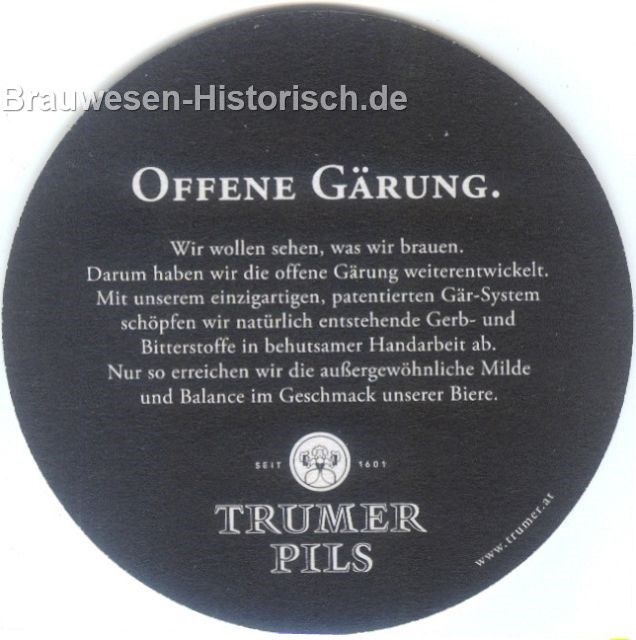 Brauwesen-Historisch.de
OFFENE GÄRUNG.
Wir wollen sehen, was wir brauen.
Darum haben wir die offene Gärung weiterentwickelt.
Mit unserem einzigartigen, patentierten Gär-System
schöpfen wir natürlich entstehende Gerb- und
Bitterstoffe in behutsamer Handarbeit ab.
Nur so erreichen wir die außergewöhnliche Milde
und Balance im Geschmack unserer Biere.
SEIT 1601
TRUMER
PILS
www.trumer.at